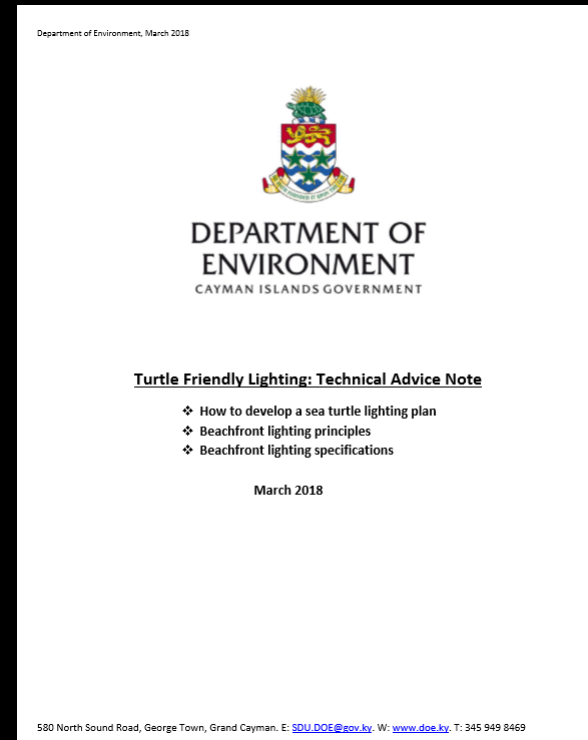 Department of Environment, March 2018
DEPARTMENT OF
ENVIRONMENT
CAYMAN ISLANDS GOVERNMENT
Turtle Friendly Lighting: Technical Advice Note
❖ How to develop a sea turtle lighting plan
❖ Beachfront lighting principles
❖ Beachfront lighting specifications
March 2018
580 North Sound Road, George Town, Grand Cayman. E: SDU.DOE@gov.ky. W: www.doe.ky. T: 345 949 8469